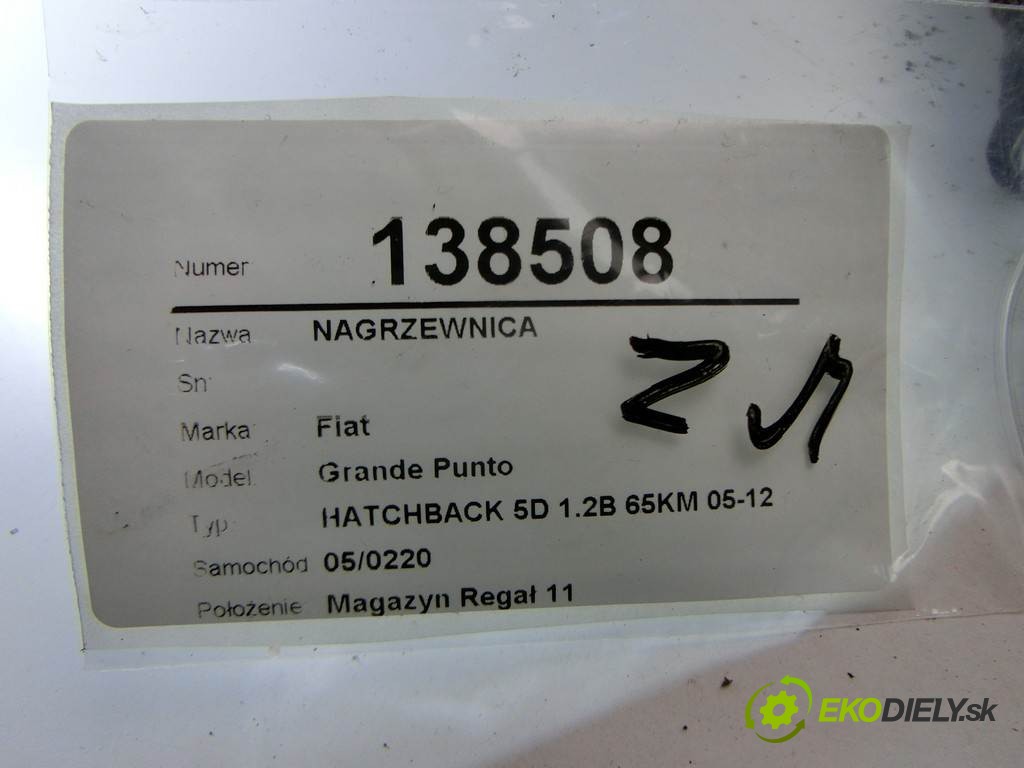 Numer 138508
Nazwa NAGRZEWNICA
Sn:
Marka Fiat
Model Grande Punto
Typ HATCHBACK 5D 1.2B 65KM 05-12
Samochód 05/0220
Położenie Magazyn Regał 11
EKODIELY.sk